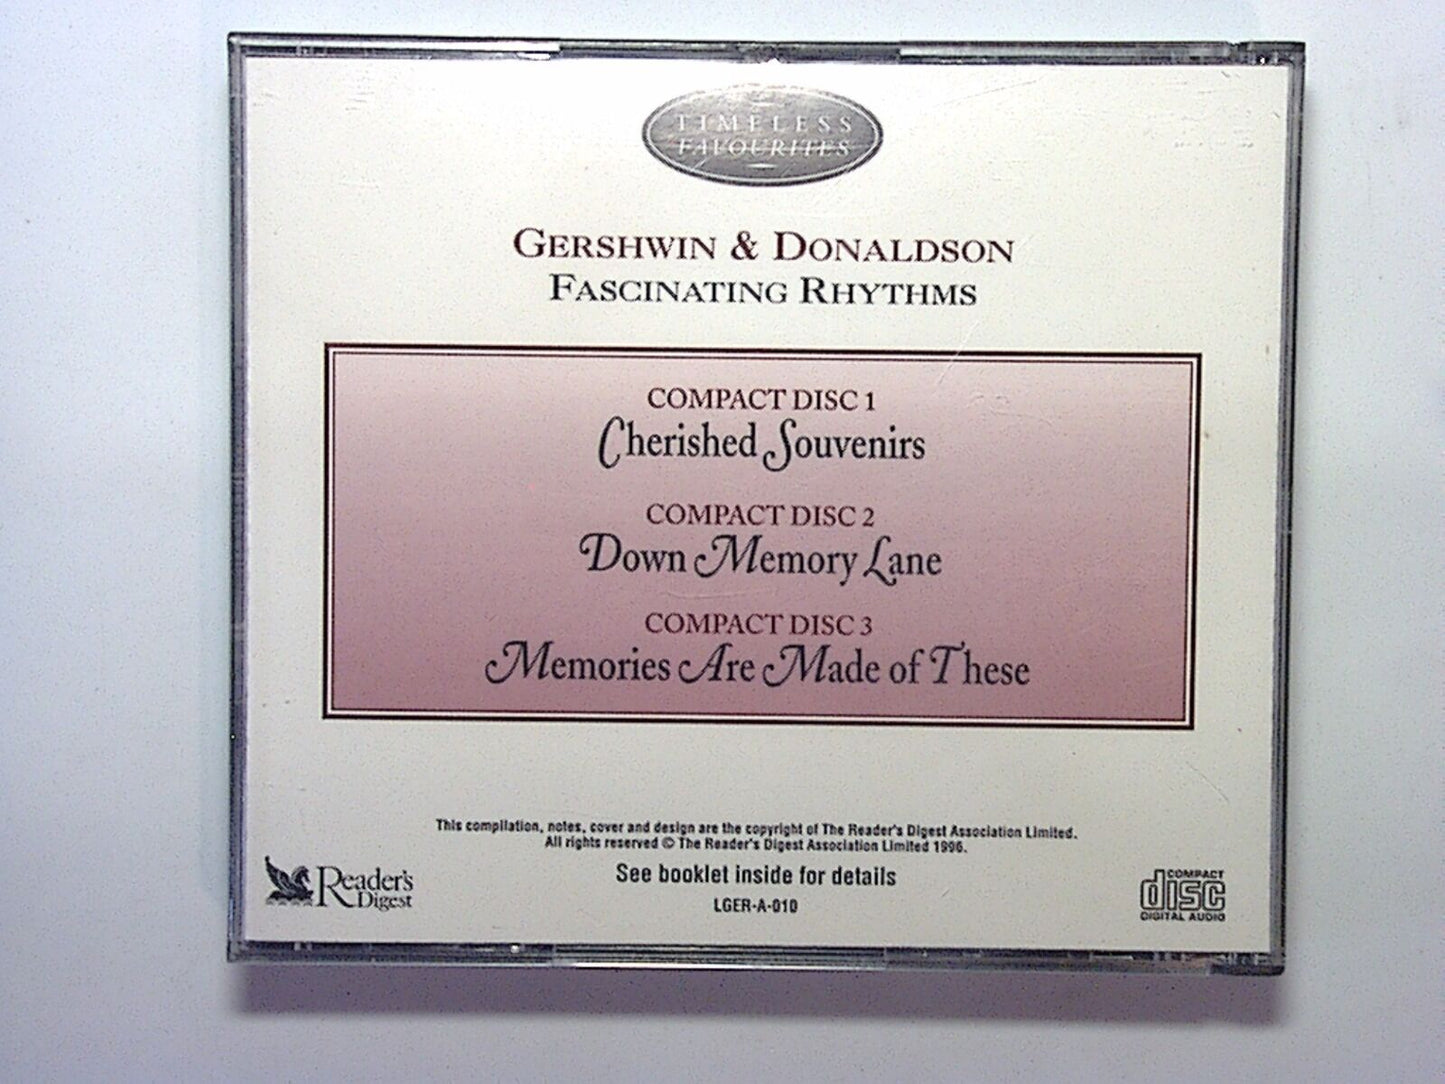 TIMELESS
FAVOURITES
GERSHWIN & DONALDSON
FASCINATING RHYTHMS
COMPACT DISC 1
Cherished Souvenirs
COMPACT DISC 2
Down Memory Lane
COMPACT DISC 3
Memories Are Made of These
This compilation, notes, cover and design are the copyright of The Reader's Digest Association Limited.
All rights reserved © The Reader's Digest Association Limited 1996.
See booklet inside for details
LGER-A-010
Reader's
Digest
COMPACT
disc
DIGITAL AUDIO